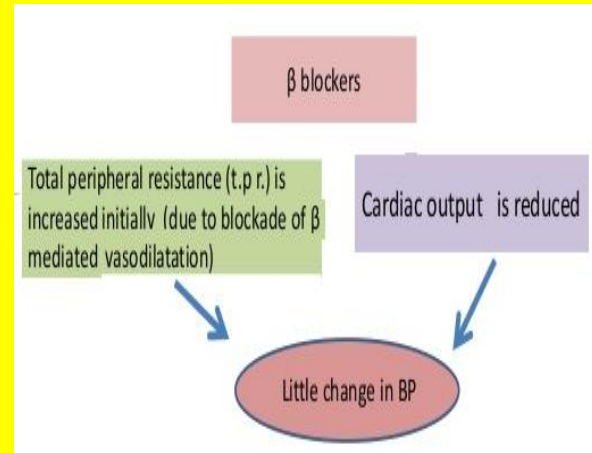 β blockers
Total peripheral resistance (t.p r.) is
increased initiallv (due to blockade of β
mediated vasodilatation)
Cardiac output is reduced
Little change in BP